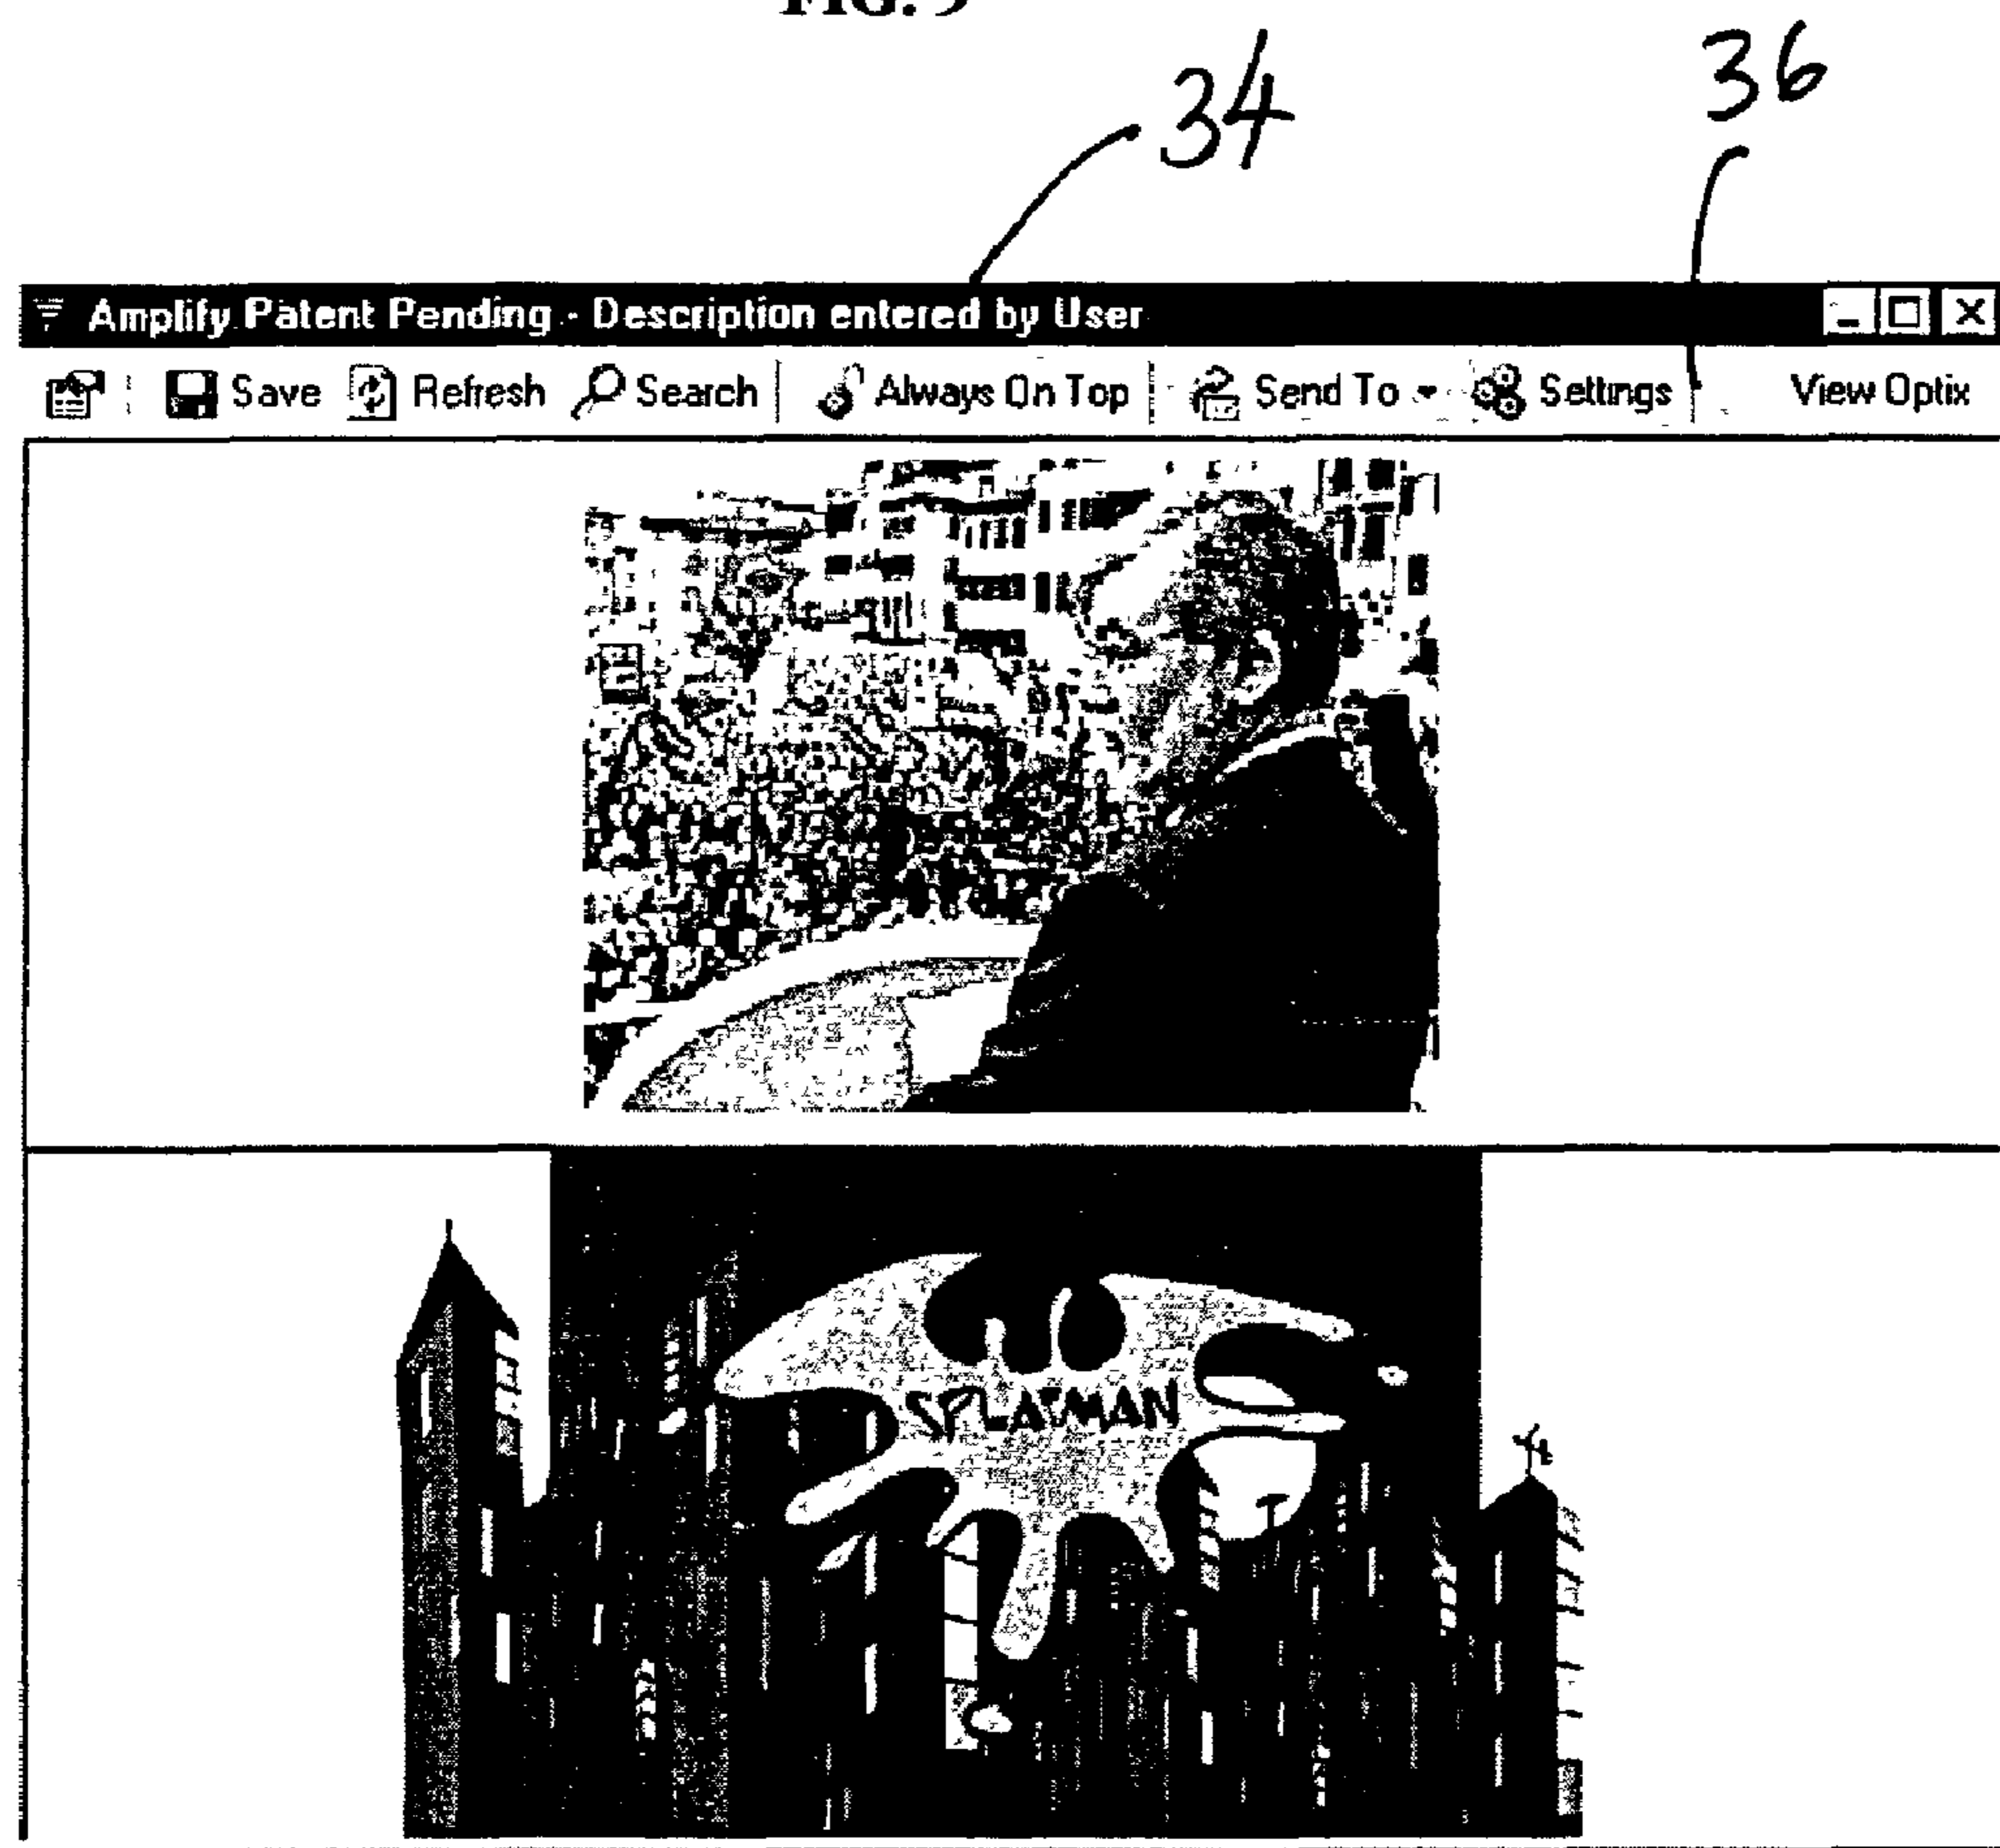 FIG. 5
34
36
Amplify Patent Pending - Description entered by User
Save Refresh Search Always On Top Send To Settings View Optix
SPLATMAN